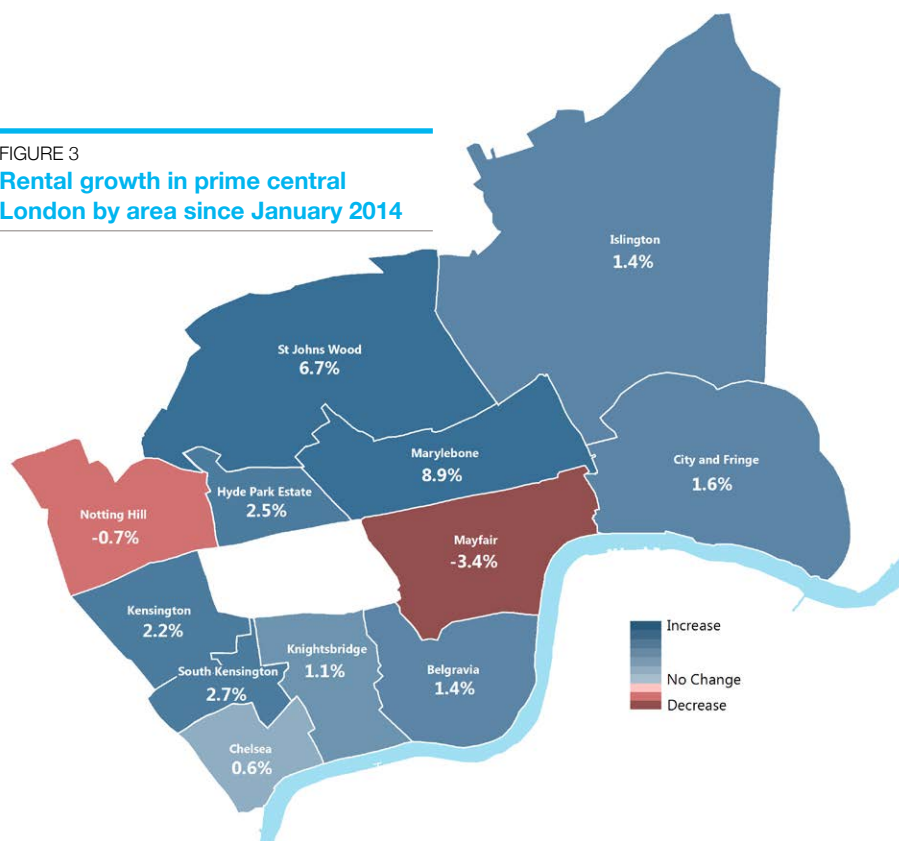 FIGURE 3
Rental growth in prime central
London by area since January 2014
Islington
1.4%
St Johns Wood
6.7%
Marylebone
8.9%
City and Fringe
1.6%
Hyde Park Estate
2.5%
Notting Hill
-0.7%
Mayfair
-3.4%
Kensington
2.2%
Knightsbridge
1.1%
South Kensington
2.7%
Belgravia
1.4%
Chelsea
0.6%
Increase
No Change
Decrease